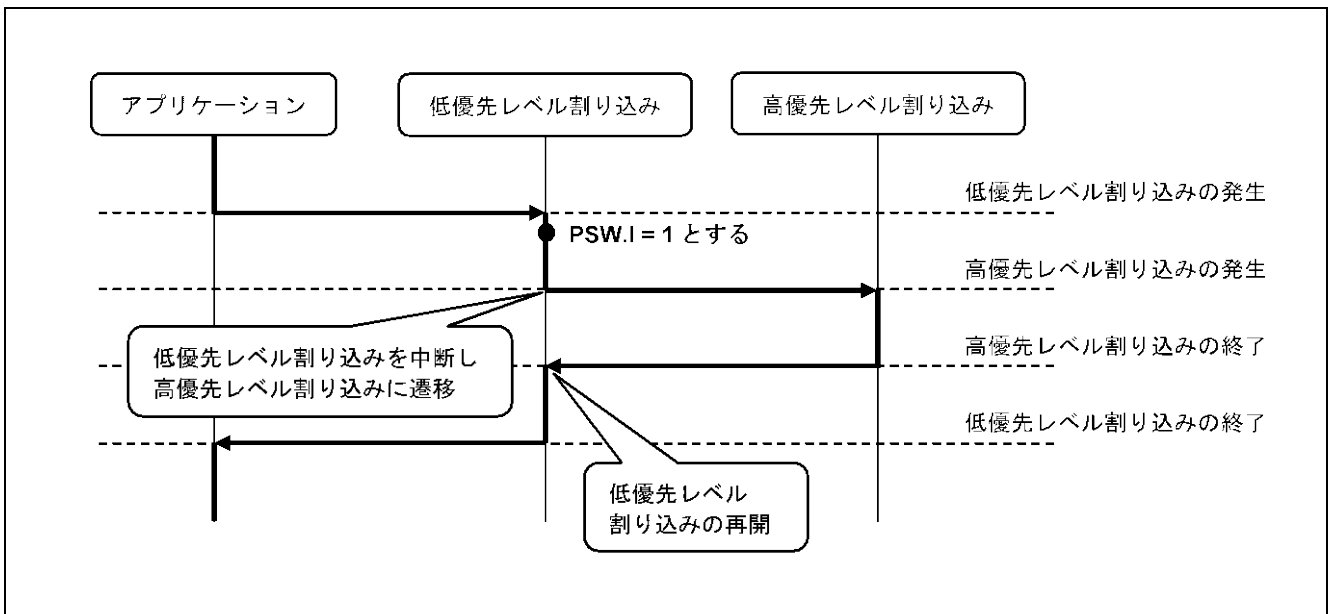 アプリケーション
低優先レベル割り込み
高優先レベル割り込み
低優先レベル割り込みの発生
PSW.I = 1 とする
高優先レベル割り込みの発生
低優先レベル割り込みを中断し
高優先レベル割り込みに遷移
高優先レベル割り込みの終了
低優先レベル割り込みの終了
低優先レベル
割り込みの再開